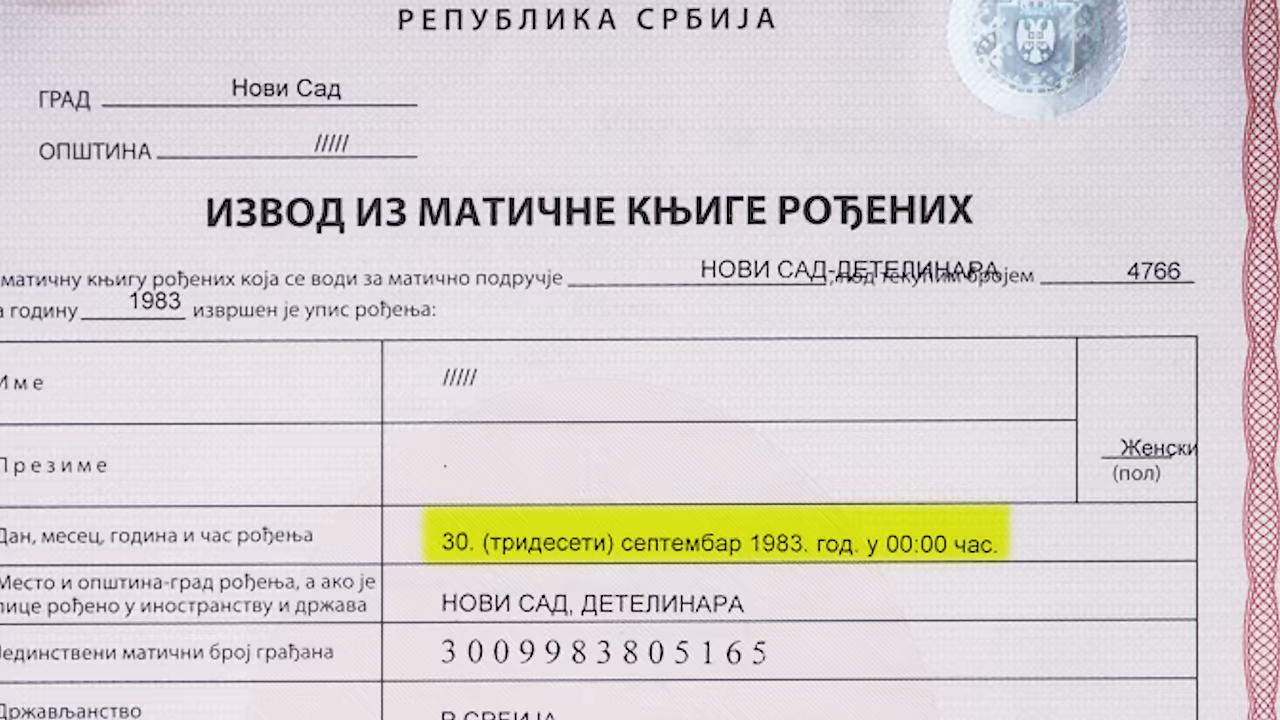 РЕПУБЛИКА СРБИЈА
ГРАД Нови Сад
ОПШТИНА /////
ИЗВОД ИЗ МАТИЧНЕ КЊИГЕ РОЂЕНИХ
матичну књигу рођених која се води за матично подручје НОВИ САД-ДЕТЕЛИНАРА, под текућим бројем 4766
а годину 1983 извршен је упис рођења:
Име /////
Презиме .
Женски
(пол)
Дан, месец, година и час рођења 30. (тридесети) септембар 1983. год. у 00:00 час.
Место и општина-град рођења, а ако је
лице рођено у иностранству и држава
НОВИ САД, ДЕТЕЛИНАРА
Јединствени матични број грађана 3009983805165
Држављанство Р СРБИЈА